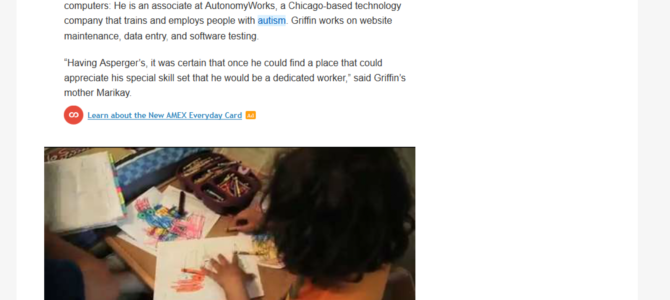 computers. He is an associate at AutonomyWorks, a Chicago-based technology
company that trains and employs people with autism. Griffin works on website
maintenance, data entry, and software testing.
“Having Asperger’s, it was certain that once he could find a place that could
appreciate his special skill set that he would be a dedicated worker,” said Griffin’s
mother Marikay.
Learn about the New AMEX Everyday Card Ad